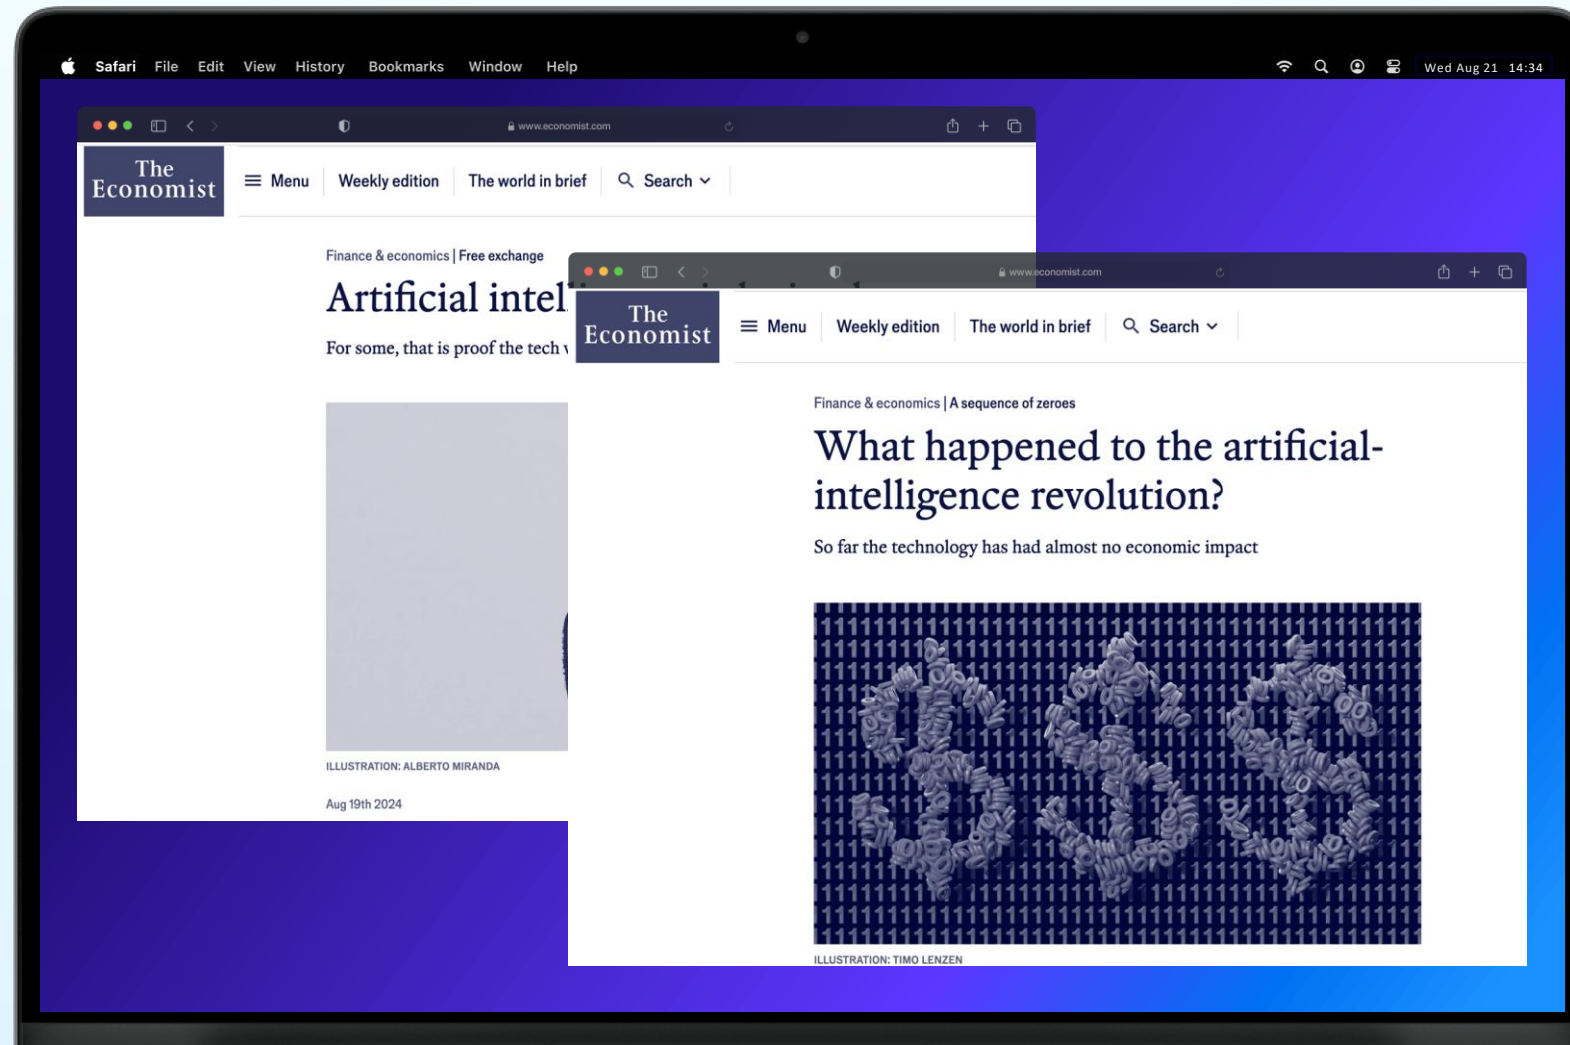 Safari File Edit View History Bookmarks Window Help
Wed Aug 21 14:34
www.economist.com
The
Economist
Menu
Weekly edition
The world in brief
Search
Finance & economics | Free exchange
Artificial
For some, that is proof the tech
ILLUSTRATION: ALBERTO MIRANDA
Aug 19th 2024
www.economist.com
The
Economist
Menu
Weekly edition
The world in brief
Search
Finance & economics | A sequence of zeroes
What happened to the artificial-
intelligence revolution?
So far the technology has had almost no economic impact
ILLUSTRATION: TIMO LENZEN